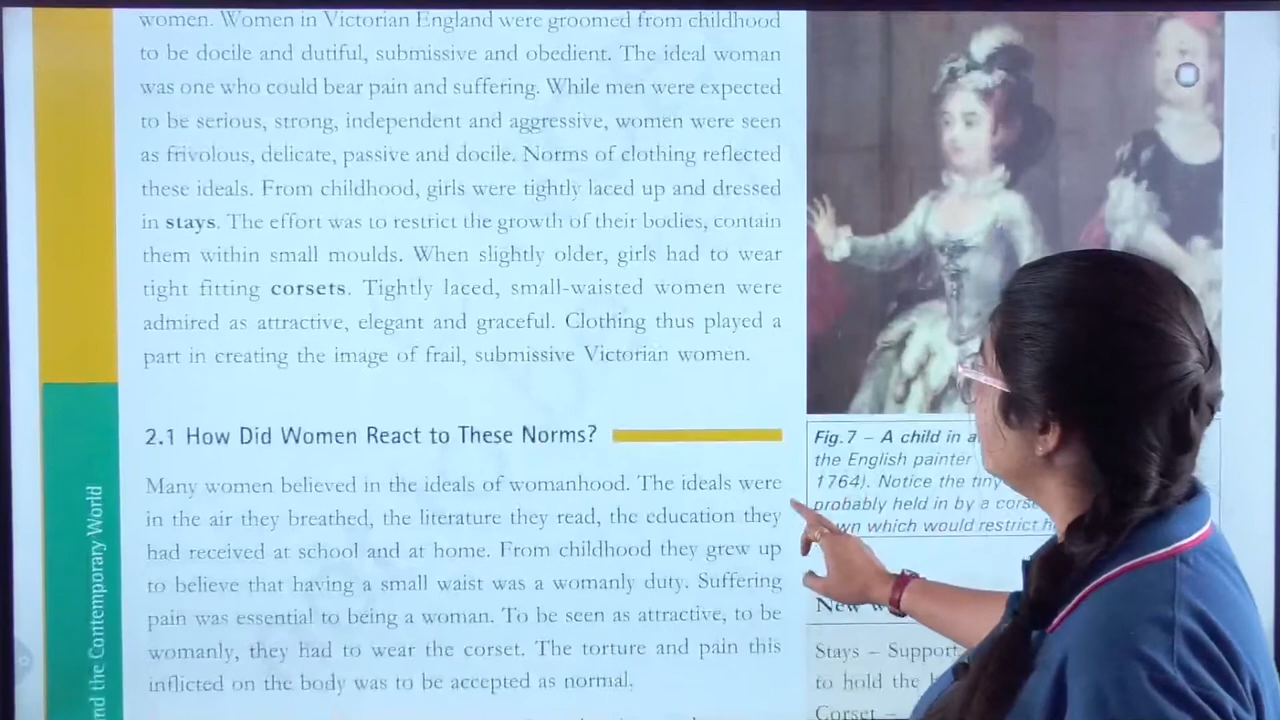 women. Women in Victorian England were groomed from childhood
to be docile and dutiful, submissive and obedient. The ideal woman
was one who could bear pain and suffering. While men were expected
to be serious, strong, independent and aggressive, women were seen
as frivolous, delicate, passive and docile. Norms of clothing reflected
these ideals. From childhood, girls were tightly laced up and dressed
in stays. The effort was to restrict the growth of their bodies, contain
them within small moulds. When slightly older, girls had to wear
tight fitting corsets. Tightly laced, small-waisted women were
admired as attractive, elegant and graceful. Clothing thus played a
part in creating the image of frail, submissive Victorian women.
2.1 How Did Women React to These Norms?
Many women believed in the ideals of womanhood. The ideals were
in the air they breathed, the literature they read, the education they
had received at school and at home. From childhood they grew up
to believe that having a small waist was a womanly duty. Suffering
pain was essential to being a woman. To be seen as attractive, to be
womanly, they had to wear the corset. The torture and pain this
inflicted on the body was to be accepted as normal.
Fig.7 – A child in a
the English painter
1764). Notice the tiny
probably held in by a
which would restrict
New
Stays – Support
to hold the
Corset –
the Contemporary World